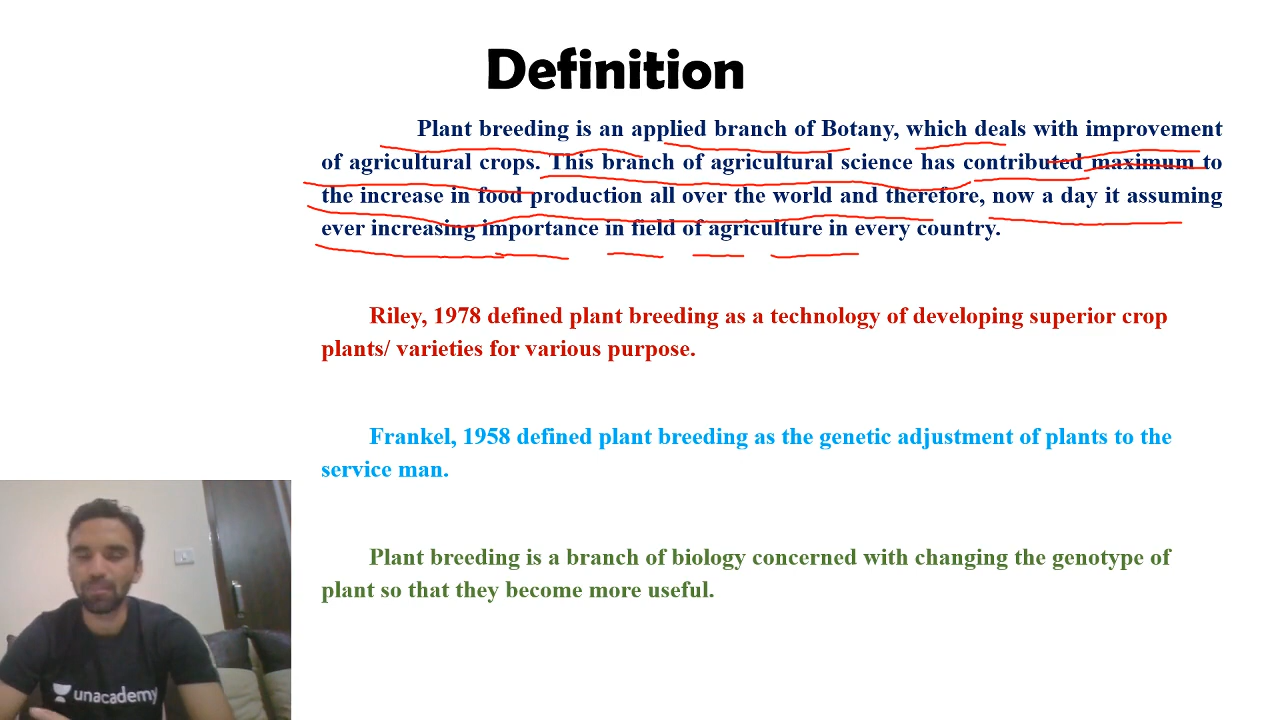 Definition
Plant breeding is an applied branch of Botany, which deals with improvement
of agricultural crops. This branch of agricultural science has contributed maximum to
the increase in food production all over the world and therefore, now a day it assuming
ever increasing importance in field of agriculture in every country.
Riley, 1978 defined plant breeding as a technology of developing superior crop
plants/ varieties for various purpose.
Frankel, 1958 defined plant breeding as the genetic adjustment of plants to the
service man.
Plant breeding is a branch of biology concerned with changing the genotype of
plant so that they become more useful.
unacademy